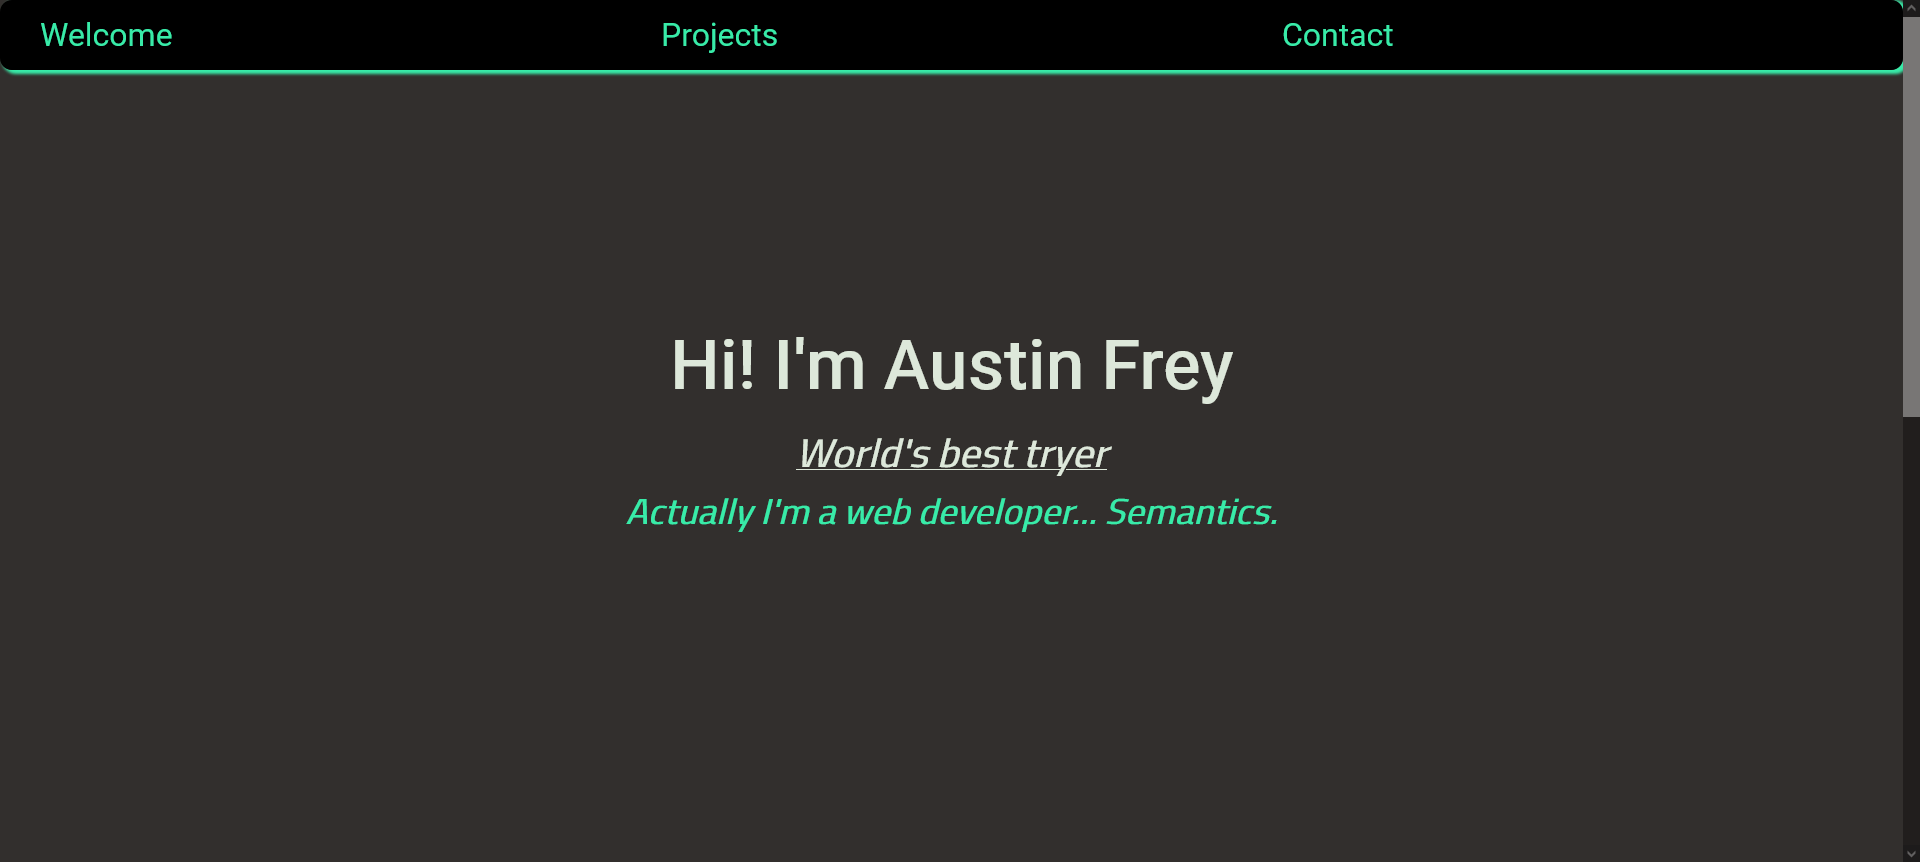 Welcome Projects Contact
Hi! I'm Austin Frey
World's best tryer
Actually I'm a web developer... Semantics.